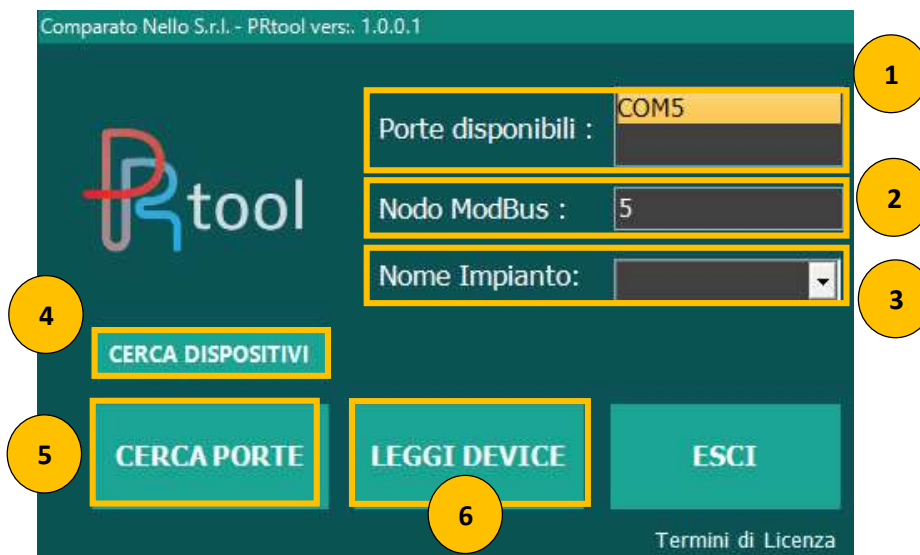 Comparato Nello S.r.l. - PRtool vers:. 1.0.0.1
1
Porte disponibili :
COM5
PRtool
Nodo ModBus :
5
2
Nome Impianto:
3
4
CERCA DISPOSITIVI
5
CERCA PORTE
LEGGI DEVICE
ESCI
6
Termini di Licenza